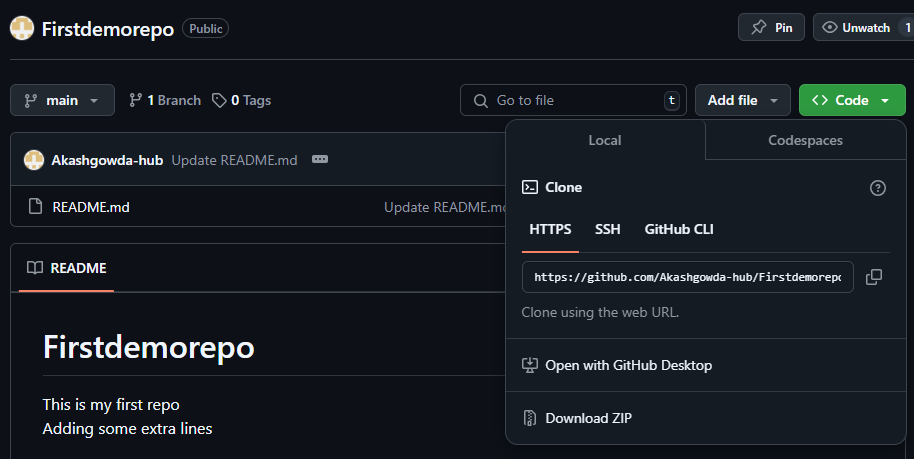 Firstdemorepo Public Pin Unwatch 1
main 1 Branch 0 Tags Go to file t Add file Code
Local Codespaces
Akashgowda-hub Update README.md
Clone
README.md Update README.md
HTTPS SSH GitHub CLI
README
https://github.com/Akashgowda-hub/Firstdemorepo
Clone using the web URL.
Firstdemorepo
Open with GitHub Desktop
This is my first repo
Download ZIP
Adding some extra lines